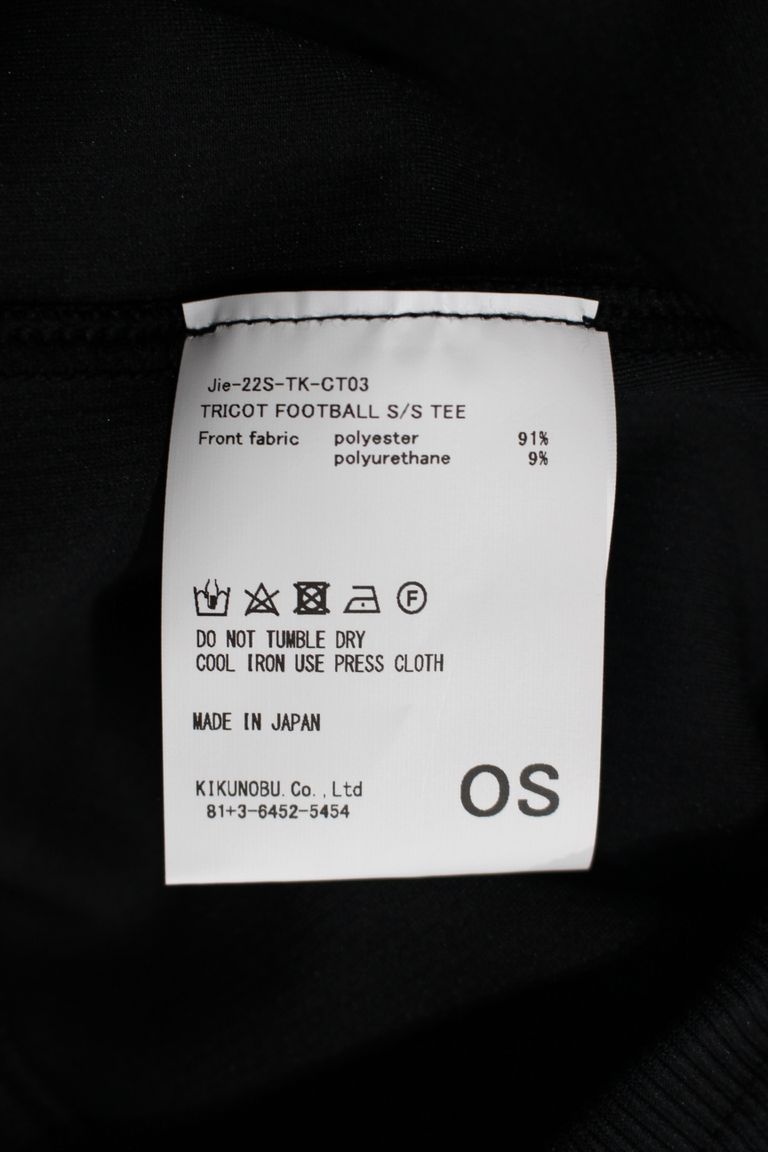 Jie-22S-TK-CT03
TRICOT FOOTBALL S/S TEE
Front fabric polyester 91%
polyurethane 9%
F
DO NOT TUMBLE DRY
COOL IRON USE PRESS CLOTH
MADE IN JAPAN
KIKUNOBU. Co. , Ltd
81+3-6452-5454
OS